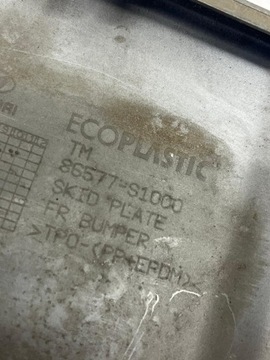 ECOPLASTIC
TM
86577-S1000
SKID PLATE
FR BUMPER
>TPO-(PP+EPDM)<